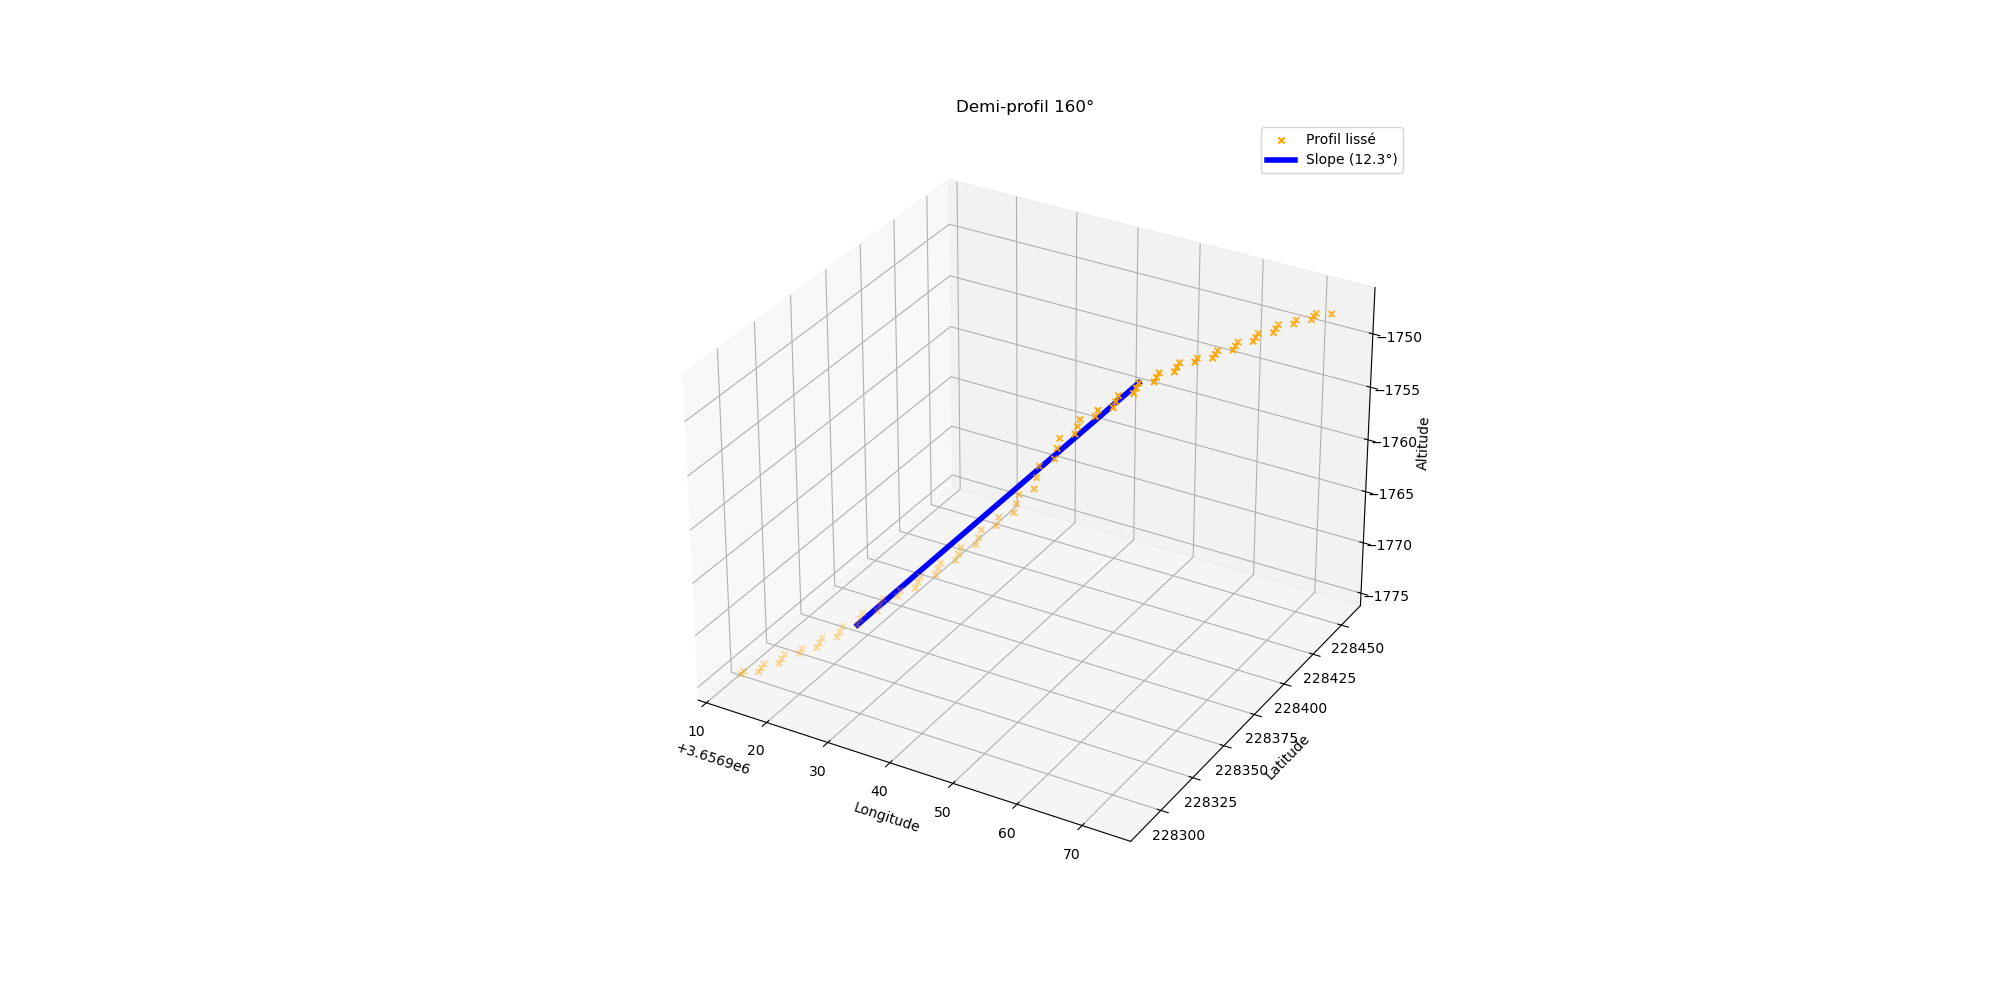 Demi-profil 160°
Profil lissé
Slope (12.3°)
−1750
−1755
−1760
−1765
−1770
−1775
Altitude
228450
228425
228400
228375
228350
228325
228300
Latitude
10
20
30
40
50
60
70
+3.6569e6
Longitude